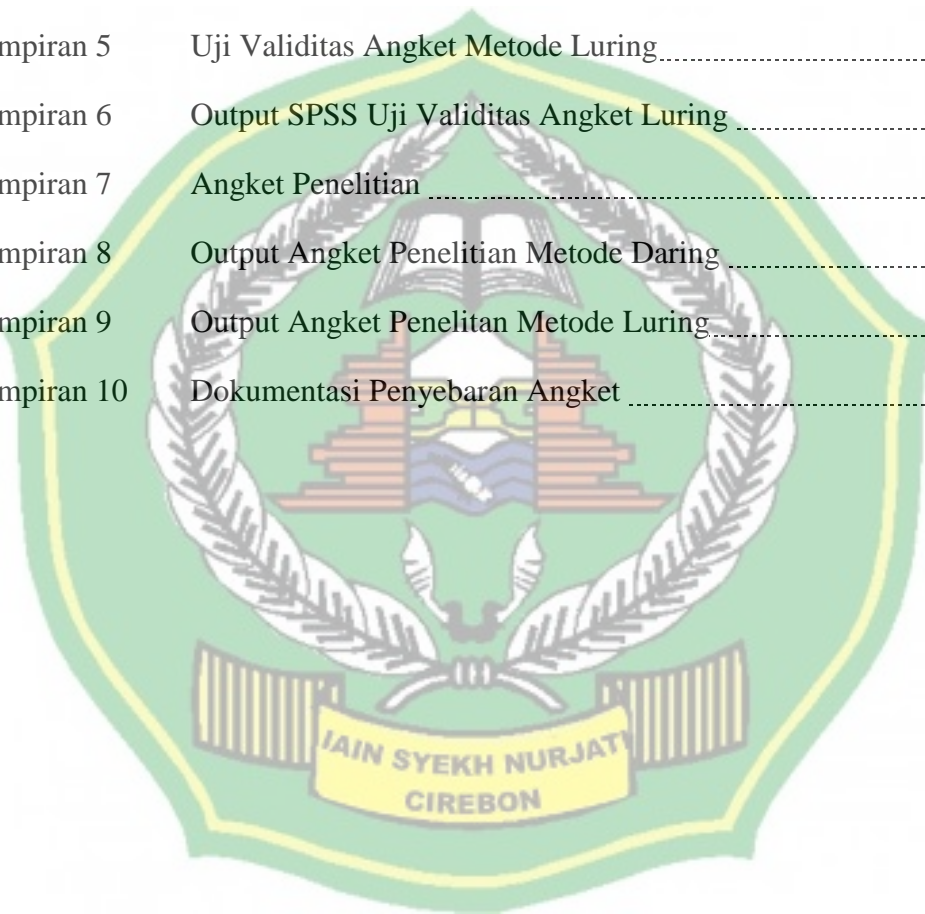 mpiran 5 Uji Validitas Angket Metode Luring
mpiran 6 Output SPSS Uji Validitas Angket Luring
mpiran 7 Angket Penelitian
mpiran 8 Output Angket Penelitian Metode Daring
mpiran 9 Output Angket Penelitan Metode Luring
mpiran 10 Dokumentasi Penyebaran Angket
IAIN SYEKH NURJATI
CIREBON